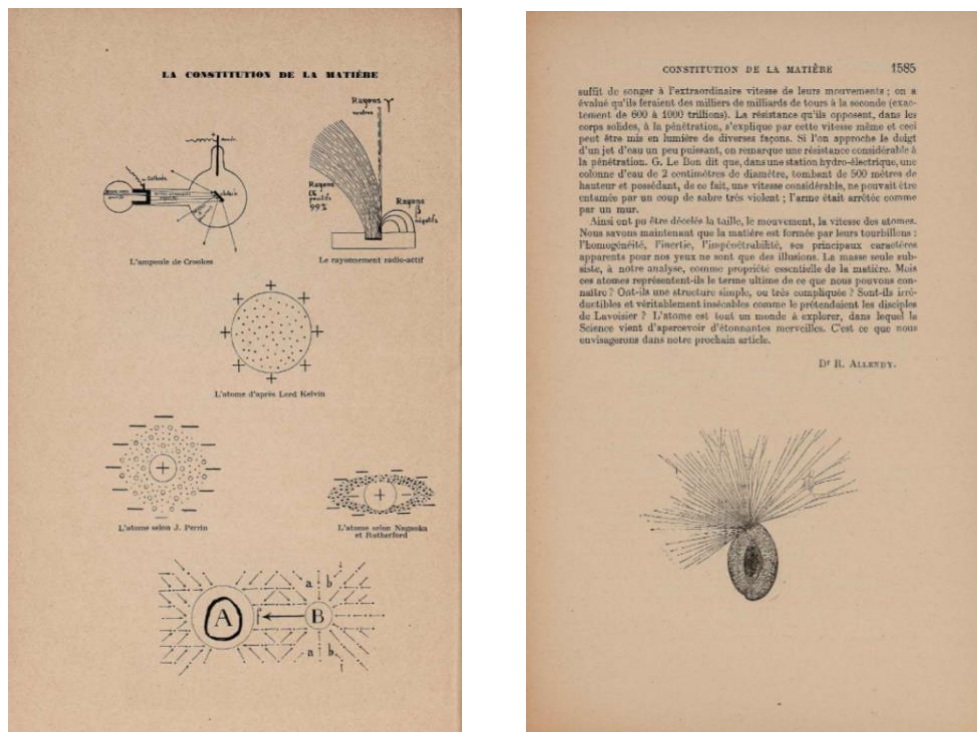 LA CONSTITUTION DE LA MATIÈRE
Rayons γ
neutres
anode
cathode
Rayons
α
positifs
99%
Rayons
β
négatifs
L'ampoule de Crookes
Le rayonnement radio-actif
+ + + + + + + +
L'atome d'après Lord Kelvin
+
L'atome selon J. Perrin
+
L'atome selon Nagaoka
et Rutherford
a b
A f B
a b
CONSTITUTION DE LA MATIÈRE 1585
suffit de songer à l'extraordinaire vitesse de leurs mouvements ; on a
évalué qu'ils feraient des milliers de milliards de tours à la seconde (exac-
tement de 600 à 1000 trillions). La résistance qu'ils opposent, dans les
corps solides, à la pénétration, s'explique par cette vitesse même et ceci
peut être mis en lumière de diverses façons. Si l'on approche le doigt
d'un jet d'eau un peu puissant, on remarque une résistance considérable à
la pénétration. G. Le Bon dit que, dans une station hydro-électrique, une
colonne d'eau de 2 centimètres de diamètre, tombant de 500 mètres de
hauteur et possédant, de ce fait, une vitesse considérable, ne pouvait être
entamée par un coup de sabre très violent ; l'arme était arrêtée comme
par un mur.
Ainsi ont pu être décelés la taille, le mouvement, la vitesse des atomes.
Nous savons maintenant que la matière est formée par leurs tourbillons :
l'homogénéité, l'inertie, l'impénétrabilité, ses principaux caractères
apparents pour nos yeux ne sont que des illusions. La masse seule sub-
siste, à notre analyse, comme propriété essentielle de la matière. Mais
ces atomes représentent-ils le terme ultime de ce que nous pouvons con-
naître ? Ont-ils une structure simple, ou très compliquée ? Sont-ils irré-
ductibles et véritablement insécables comme le prétendaient les disciples
de Lavoisier ? L'atome est tout un monde à explorer, dans lequel la
Science vient d'apercevoir d'étonnantes merveilles. C'est ce que nous
envisagerons dans notre prochain article.
Dr R. ALLENDY.